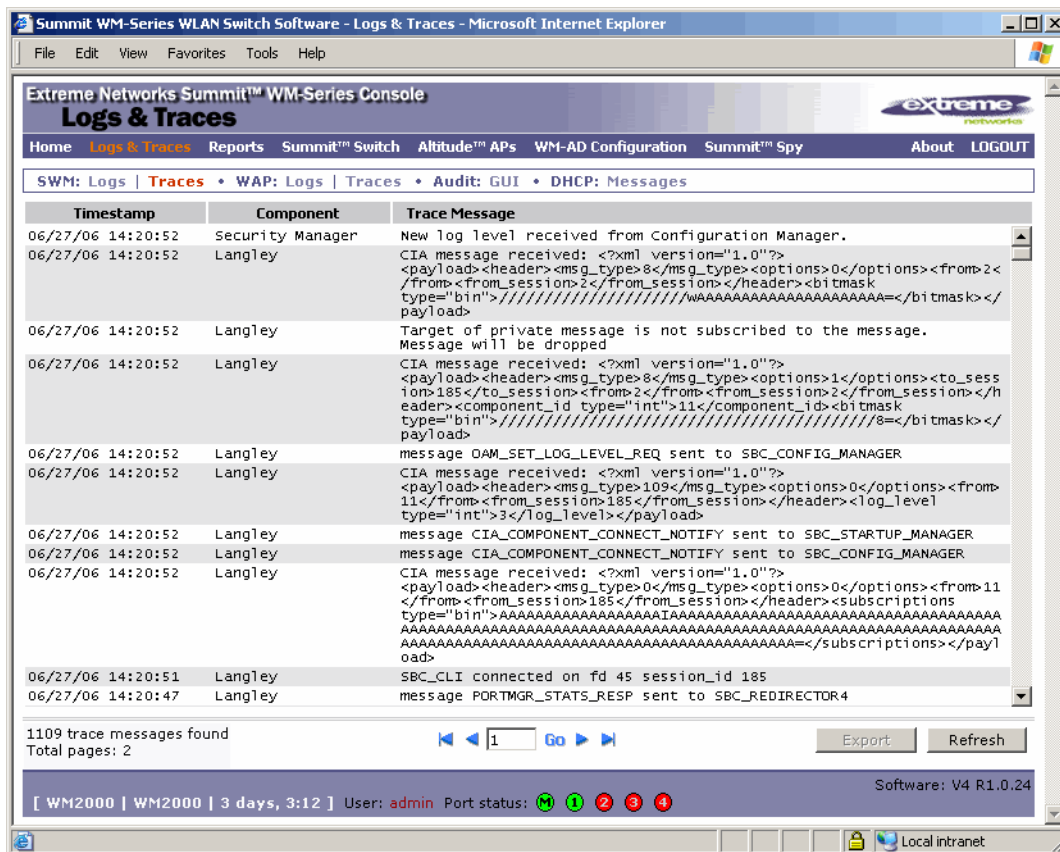 Summit WM-Series WLAN Switch Software - Logs & Traces - Microsoft Internet Explorer
File Edit View Favorites Tools Help
Extreme Networks Summit™ WM-Series Console
Logs & Traces
extreme networks
Home Logs & Traces Reports Summit™ Switch Altitude™ APs WM-AD Configuration Summit™ Spy About LOGOUT
SWM: Logs | Traces • WAP: Logs | Traces • Audit: GUI • DHCP: Messages
Timestamp Component Trace Message
06/27/06 14:20:52 Security Manager New log level received from Configuration Manager.
06/27/06 14:20:52 Langley CIA message received: <?xml version="1.0"?>
<payload><header><msg_type>8</msg_type><options>0</options><from>2<
/from><from_session>2</from_session></header><bitmask
type="bin">/////////////////////wAAAAAAAAAAAAAAAAAAAAA=</bitmask></
payload>
06/27/06 14:20:52 Langley Target of private message is not subscribed to the message.
Message will be dropped
06/27/06 14:20:52 Langley CIA message received: <?xml version="1.0"?>
<payload><header><msg_type>8</msg_type><options>1</options><to_sess
ion>185</to_session><from>2</from><from_session>2</from_session></h
eader><component_id type="int">11</component_id><bitmask
type="bin">//////////////////////////////////////////8=</bitmask></
payload>
06/27/06 14:20:52 Langley message OAM_SET_LOG_LEVEL_REQ sent to SBC_CONFIG_MANAGER
06/27/06 14:20:52 Langley CIA message received: <?xml version="1.0"?>
<payload><header><msg_type>109</msg_type><options>0</options><from>
11</from><from_session>185</from_session></header><log_level
type="int">3</log_level></payload>
06/27/06 14:20:52 Langley message CIA_COMPONENT_CONNECT_NOTIFY sent to SBC_STARTUP_MANAGER
06/27/06 14:20:52 Langley message CIA_COMPONENT_CONNECT_NOTIFY sent to SBC_CONFIG_MANAGER
06/27/06 14:20:52 Langley CIA message received: <?xml version="1.0"?>
<payload><header><msg_type>0</msg_type><options>0</options><from>11
</from><from_session>185</from_session></header><subscriptions
type="bin">AAAAAAAAAAAAAAAAAAIAAAAAAAAAAAAAAAAAAAAAAAAAAAAAAAAAAAAA
AAAAAAAAAAAAAAAAAAAAAAAAAAAAAAAAAAAAAAAAAAAAAAAAAAAAAAAAAAAAAAAAAAA
AAAAAAAAAAAAAAAAAAAAAAAAAAAAAAAAAAAAAAAAAAAA=</subscriptions></payl
oad>
06/27/06 14:20:51 Langley SBC_CLI connected on fd 45 session_id 185
06/27/06 14:20:47 Langley message PORTMGR_STATS_RESP sent to SBC_REDIRECTOR4
1109 trace messages found
Total pages: 2
1 Go
Export Refresh
Software: V4 R1.0.24
[ WM2000 | WM2000 | 3 days, 3:12 ] User: admin Port status: M 1 2 3 4
Local intranet